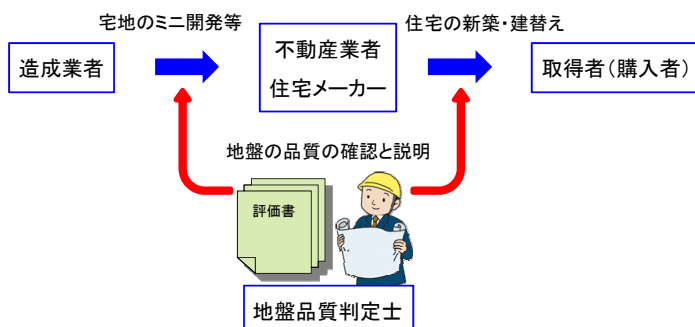 宅地のミニ開発等
住宅の新築・建替え
造成業者
不動産業者
住宅メーカー
取得者(購入者)
地盤の品質の確認と説明
評価書
地盤品質判定士